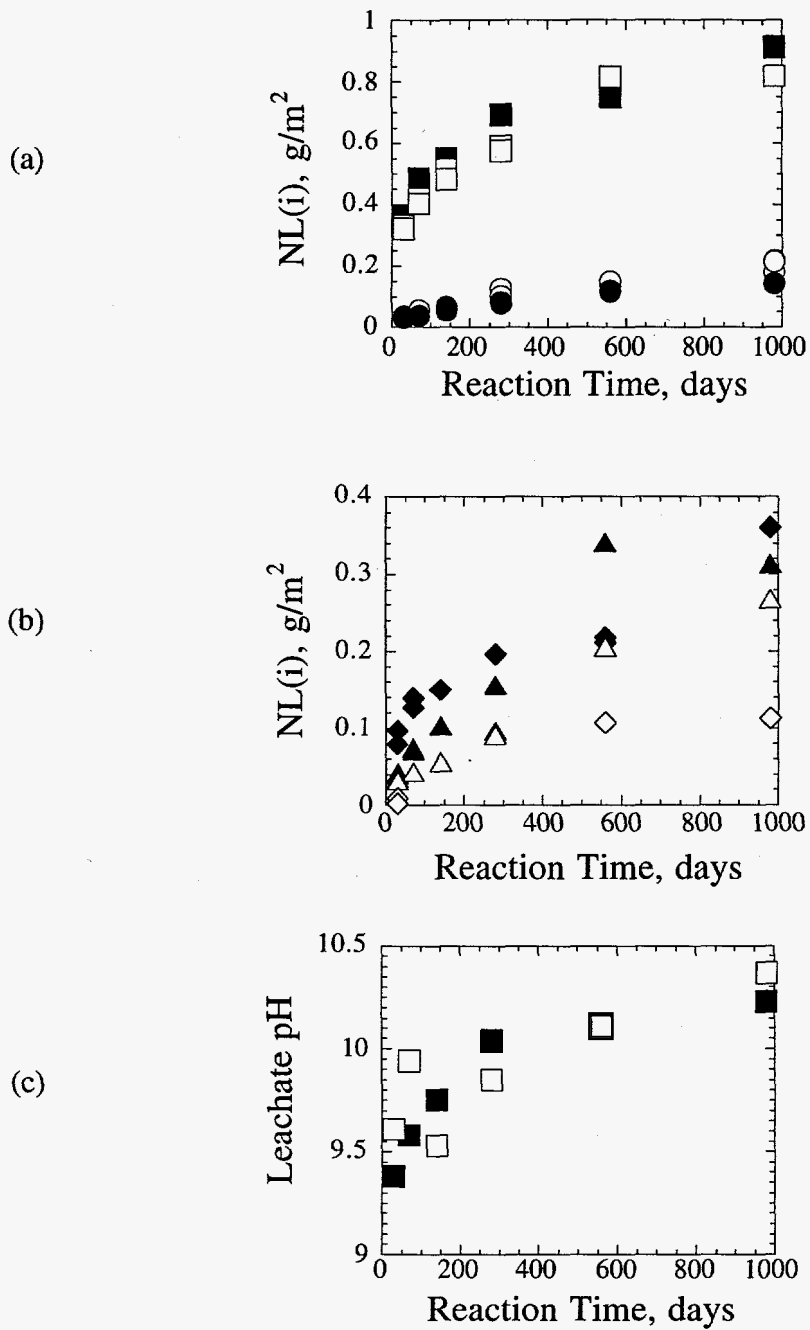 (a)
NL(i), g/m²
1
0.8
0.6
0.4
0.2
0
0 200 400 600 800 1000
Reaction Time, days
(b)
NL(i), g/m²
0.4
0.3
0.2
0.1
0
0 200 400 600 800 1000
Reaction Time, days
(c)
Leachate pH
10.5
10
9.5
9
0 200 400 600 800 1000
Reaction Time, days